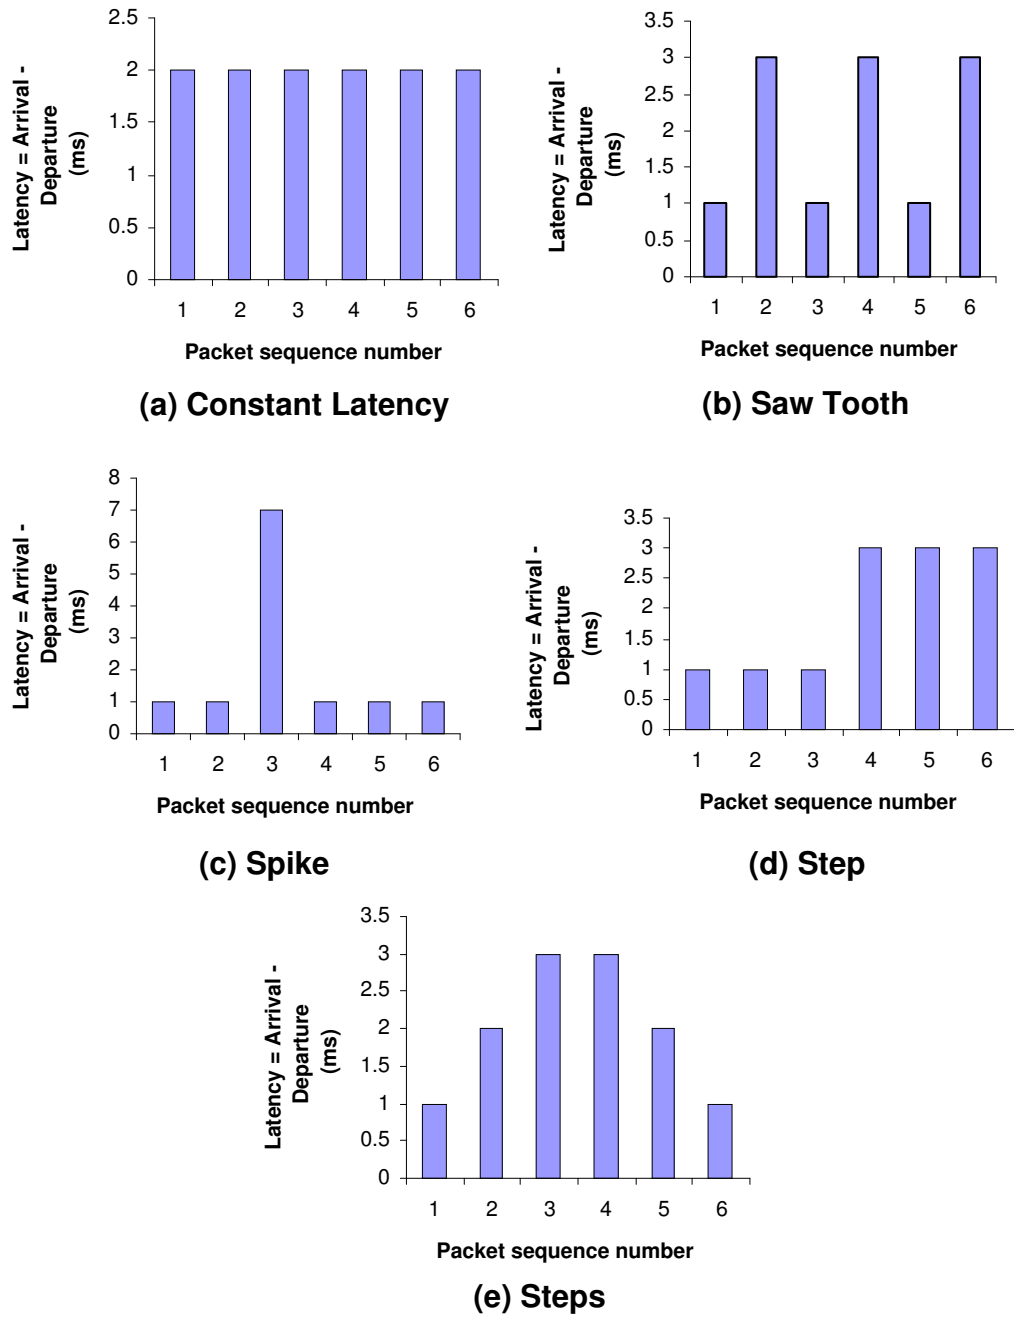 2.5
2
1.5
1
0.5
0
Latency = Arrival -
Departure
(ms)
1 2 3 4 5 6
Packet sequence number
(a) Constant Latency
3.5
3
2.5
2
1.5
1
0.5
0
Latency = Arrival -
Departure
(ms)
1 2 3 4 5 6
Packet sequence number
(b) Saw Tooth
8
7
6
5
4
3
2
1
0
Latency = Arrival -
Departure
(ms)
1 2 3 4 5 6
Packet sequence number
(c) Spike
3.5
3
2.5
2
1.5
1
0.5
0
Latency = Arrival -
Departure
(ms)
1 2 3 4 5 6
Packet sequence number
(d) Step
3.5
3
2.5
2
1.5
1
0.5
0
Latency = Arrival -
Departure
(ms)
1 2 3 4 5 6
Packet sequence number
(e) Steps